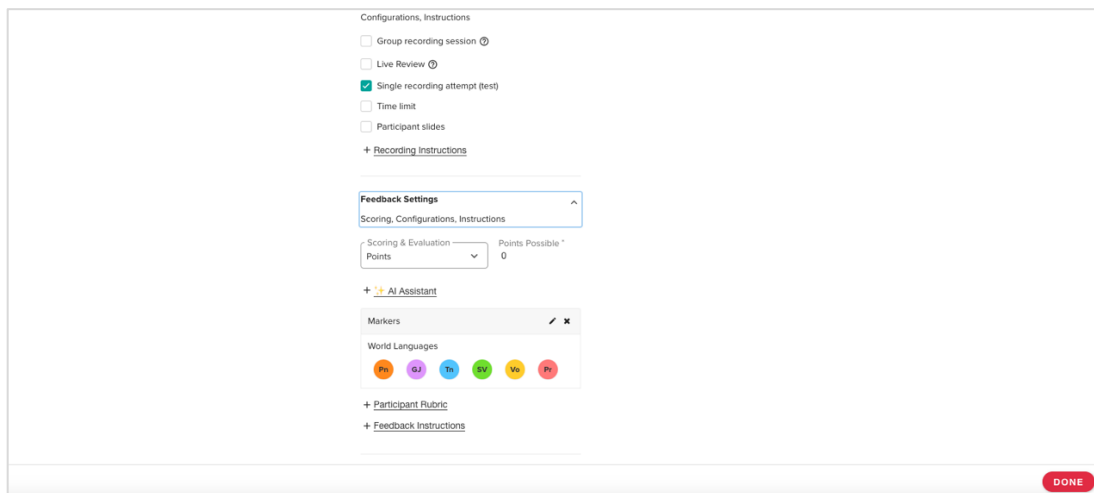 Configurations, Instructions
Group recording session
Live Review
Single recording attempt (test)
Time limit
Participant slides
+ Recording Instructions
Feedback Settings
Scoring, Configurations, Instructions
Scoring & Evaluation
Points Possible *
Points
0
+ ✨ AI Assistant
Markers
World Languages
Pn GJ Tn SV Vo Pr
+ Participant Rubric
+ Feedback Instructions
DONE